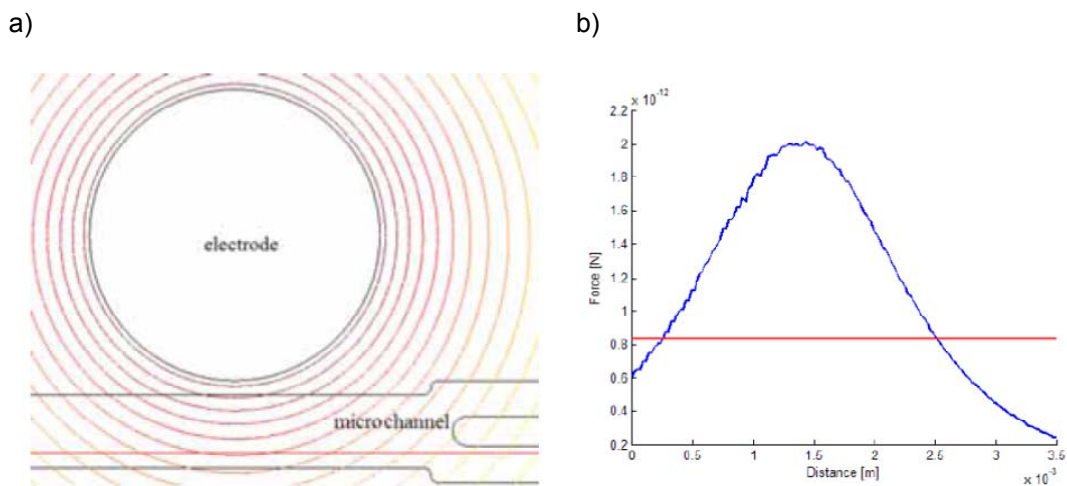 a)
b)
electrode
microchannel
x 10⁻¹²
2.2
2
1.8
1.6
1.4
1.2
1
0.8
0.6
0.4
0.2
Force [N]
0
0.5
1
1.5
2
2.5
3
3.5
Distance [m]
x 10⁻³